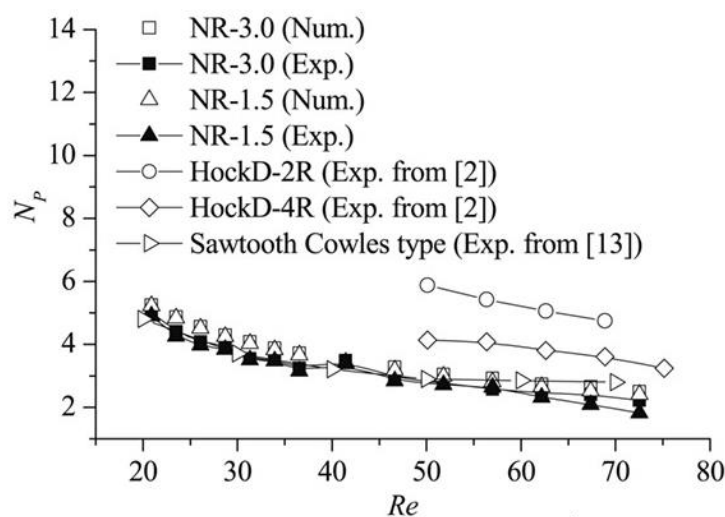 14
12
10
8
6
4
2
N_P
NR-3.0 (Num.)
NR-3.0 (Exp.)
NR-1.5 (Num.)
NR-1.5 (Exp.)
HockD-2R (Exp. from [2])
HockD-4R (Exp. from [2])
Sawtooth Cowles type (Exp. from [13])
20 30 40 50 60 70 80
Re